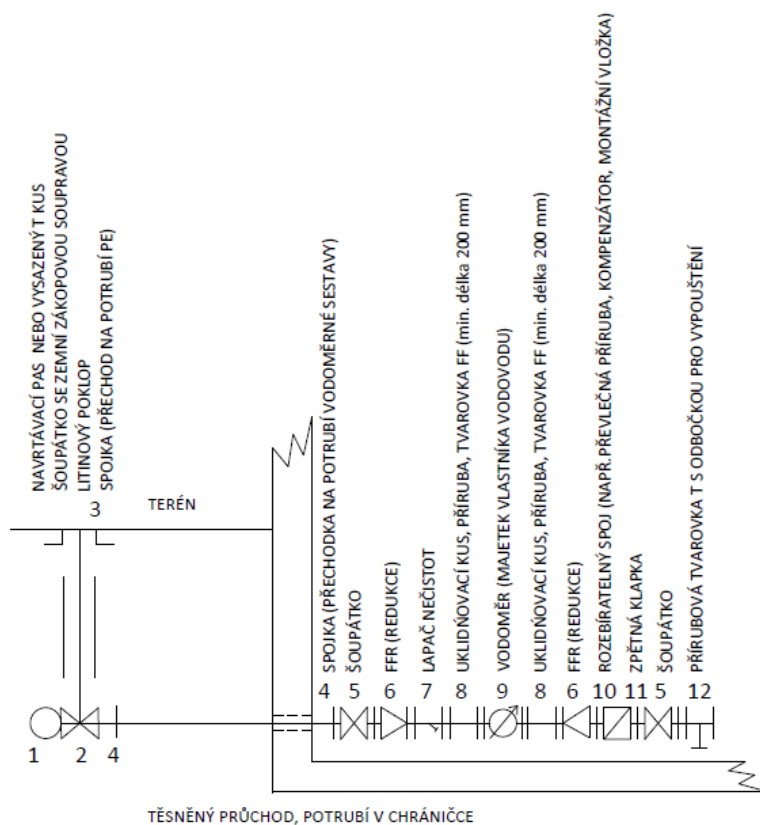 NAVRTÁVACÍ PAS NEBO VYSAZENÝ T KUS
ŠOUPÁTKO SE ZEMNÍ ZÁKOPOVOU SOUPRAVOU
LITINOVÝ POKLOP
SPOJKA (PŘECHOD NA POTRUBÍ PE)
3
TERÉN
SPOJKA (PŘECHODKA NA POTRUBÍ VODOMĚRNÉ SESTAVY)
ŠOUPÁTKO
FFR (REDUKCE)
LAPAČ NEČISTOT
UKLIDŇOVACÍ KUS, PŘÍRUBA, TVAROVKA FF (min. délka 200 mm)
VODOMĚR (MAJETEK VLASTNÍKA VODOVODU)
UKLIDŇOVACÍ KUS, PŘÍRUBA, TVAROVKA FF (min. délka 200 mm)
FFR (REDUKCE)
ROZEBÍRATELNÝ SPOJ (NAPŘ. PŘEVLEČNÁ PŘÍRUBA, KOMPENZÁTOR, MONTÁŽNÍ VLOŽKA)
ZPĚTNÁ KLAPKA
ŠOUPÁTKO
PŘÍRUBOVÁ TVAROVKA T S ODBOČKOU PRO VYPOUŠTĚNÍ
4 5 6 7 8 9 8 6 10 11 5 12
1 2 4
TĚSNĚNÝ PRŮCHOD, POTRUBÍ V CHRÁNIČCE